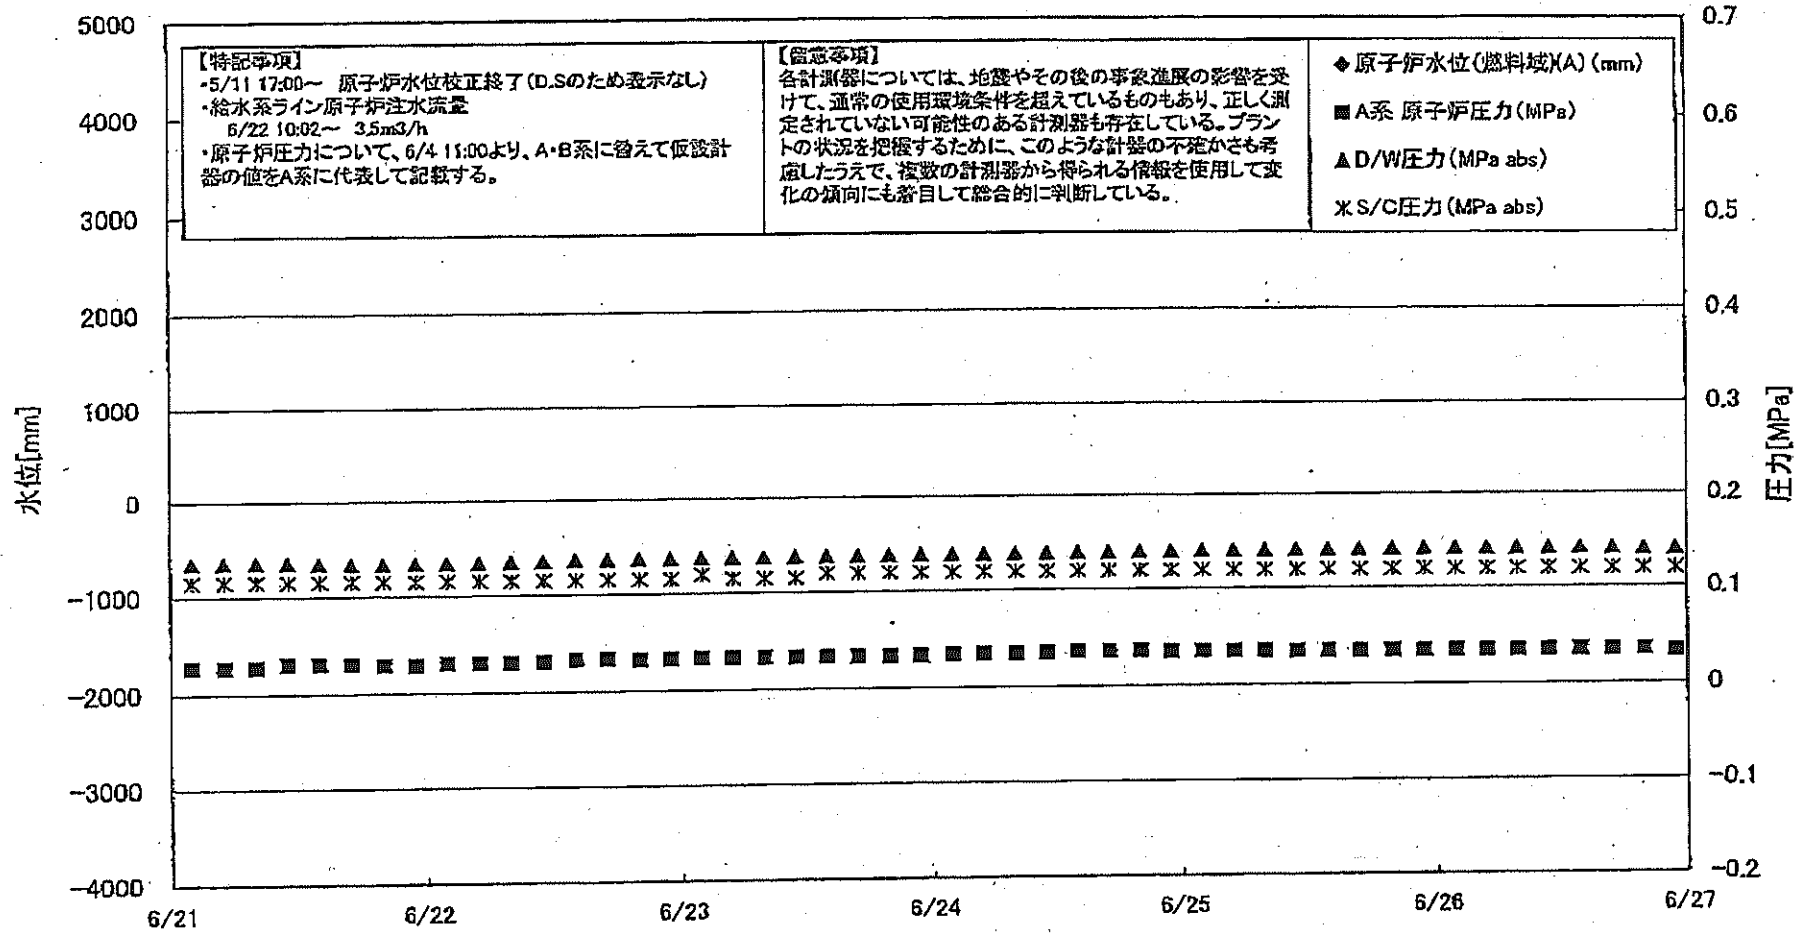 5000
4000
3000
2000
1000
0
-1000
-2000
-3000
-4000
水位[mm]
【特記事項】
・5/11 17:00～ 原子炉水位校正終了(D.Sのため表示なし)
・給水系ライン原子炉注水流量
6/22 10:02～ 3.5m3/h
・原子炉圧力について、6/4 11:00より、A・B系に替えて仮設計
器の値をA系に代表して記載する。
【留意事項】
各計測器については、地震やその後の事象進展の影響を受
けて、通常の使用環境条件を超えているものもあり、正しく測
定されていない可能性のある計測器も存在している。プラン
トの状況を把握するために、このような計器の不確かさも考
慮したうえで、複数の計測器から得られる情報を使用して変
化の傾向にも着目して総合的に判断している。
◆原子炉水位(燃料域)(A)(mm)
■A系 原子炉圧力(MPa)
▲D/W圧力(MPa abs)
＊S/C圧力(MPa abs)
0.7
0.6
0.5
0.4
0.3
0.2
0.1
0
-0.1
-0.2
圧力[MPa]
6/21
6/22
6/23
6/24
6/25
6/26
6/27